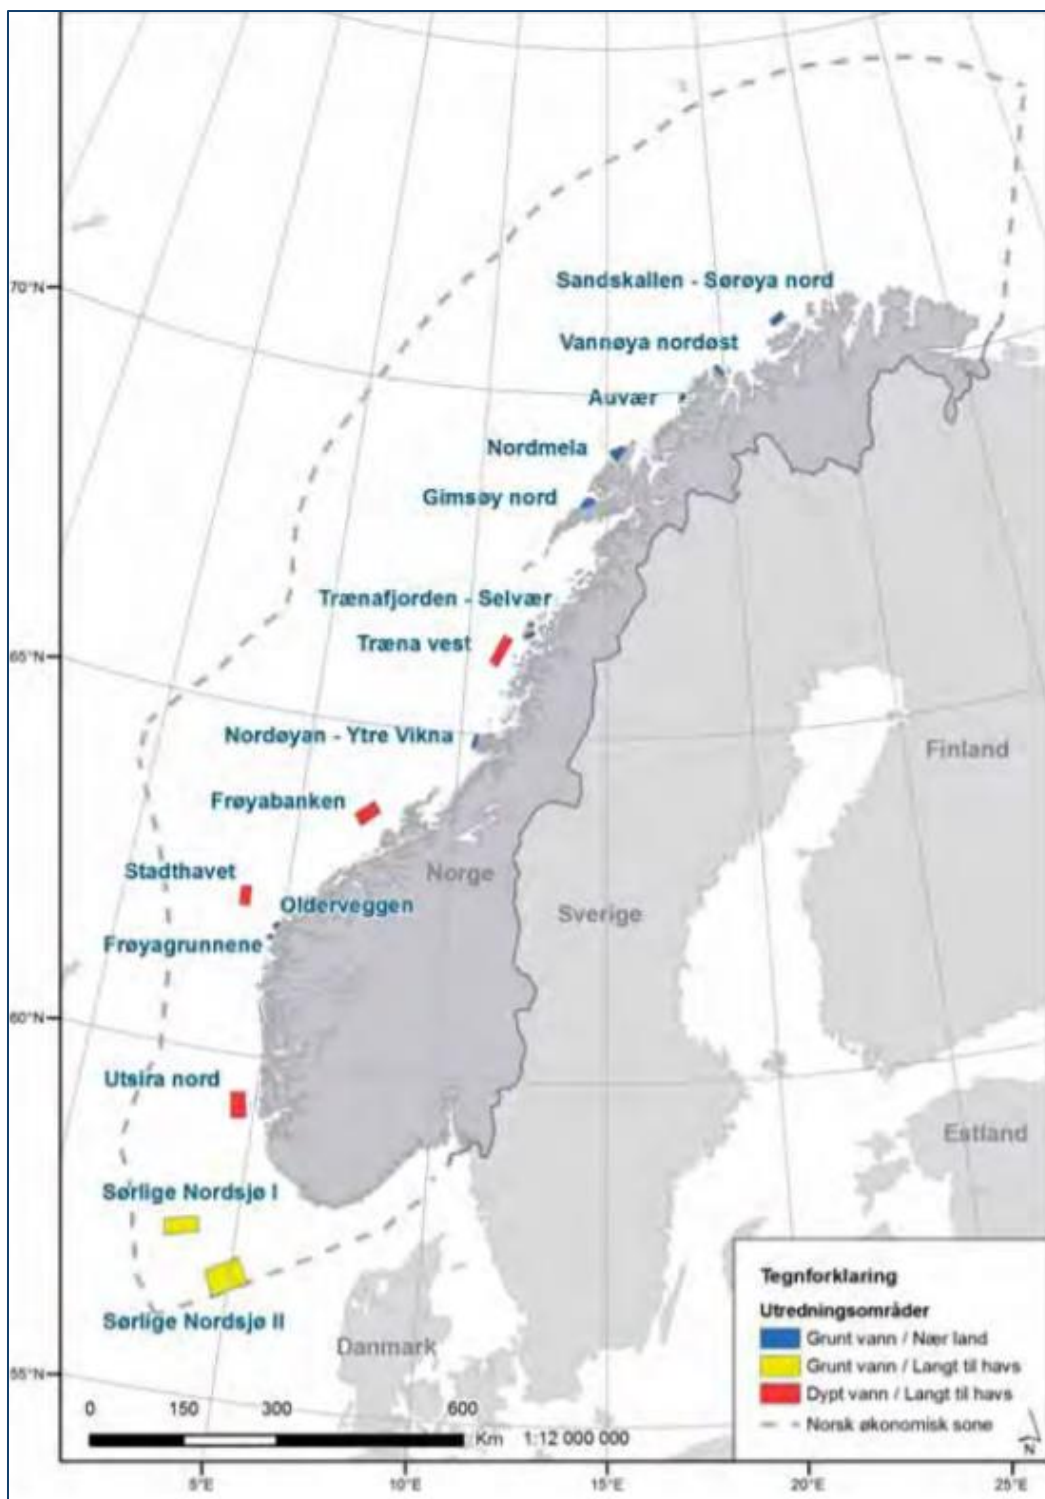 70°N
65°N
60°N
55°N
Sandskallen - Sørøya nord
Vannøya nordøst
Auvær
Nordmela
Gimsøy nord
Trænafjorden - Selvær
Træna vest
Nordøyan - Ytre Vikna
Frøyabanken
Stadthavet
Olderveggen
Frøyagrunnene
Utsira nord
Sørlige Nordsjø I
Sørlige Nordsjø II
Norge
Sverige
Finland
Estland
Danmark
Tegnforklaring
Utredningsområder
Grunt vann / Nær land
Grunt vann / Langt til havs
Dypt vann / Langt til havs
Norsk økonomisk sone
N
0 150 300 600
Km 1:12 000 000
5°E 10°E 15°E 20°E 25°E